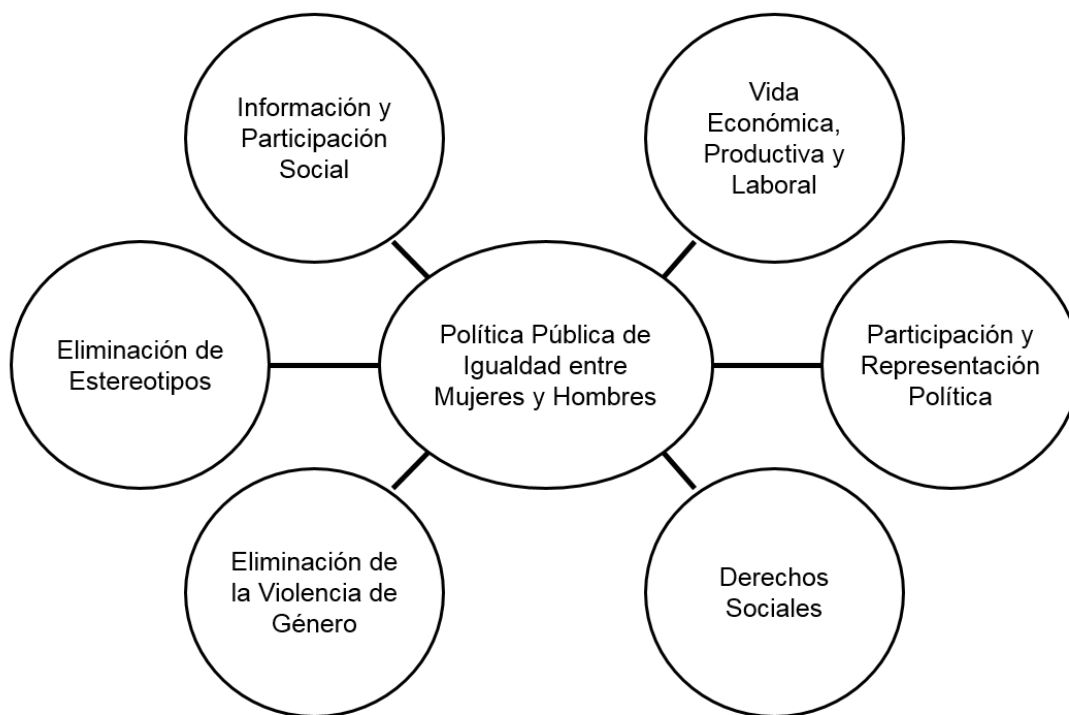 Información y
Participación
Social
Vida
Económica,
Productiva y
Laboral
Eliminación de
Estereotipos
Política Pública de
Igualdad entre
Mujeres y Hombres
Participación y
Representación
Política
Eliminación de
la Violencia de
Género
Derechos
Sociales